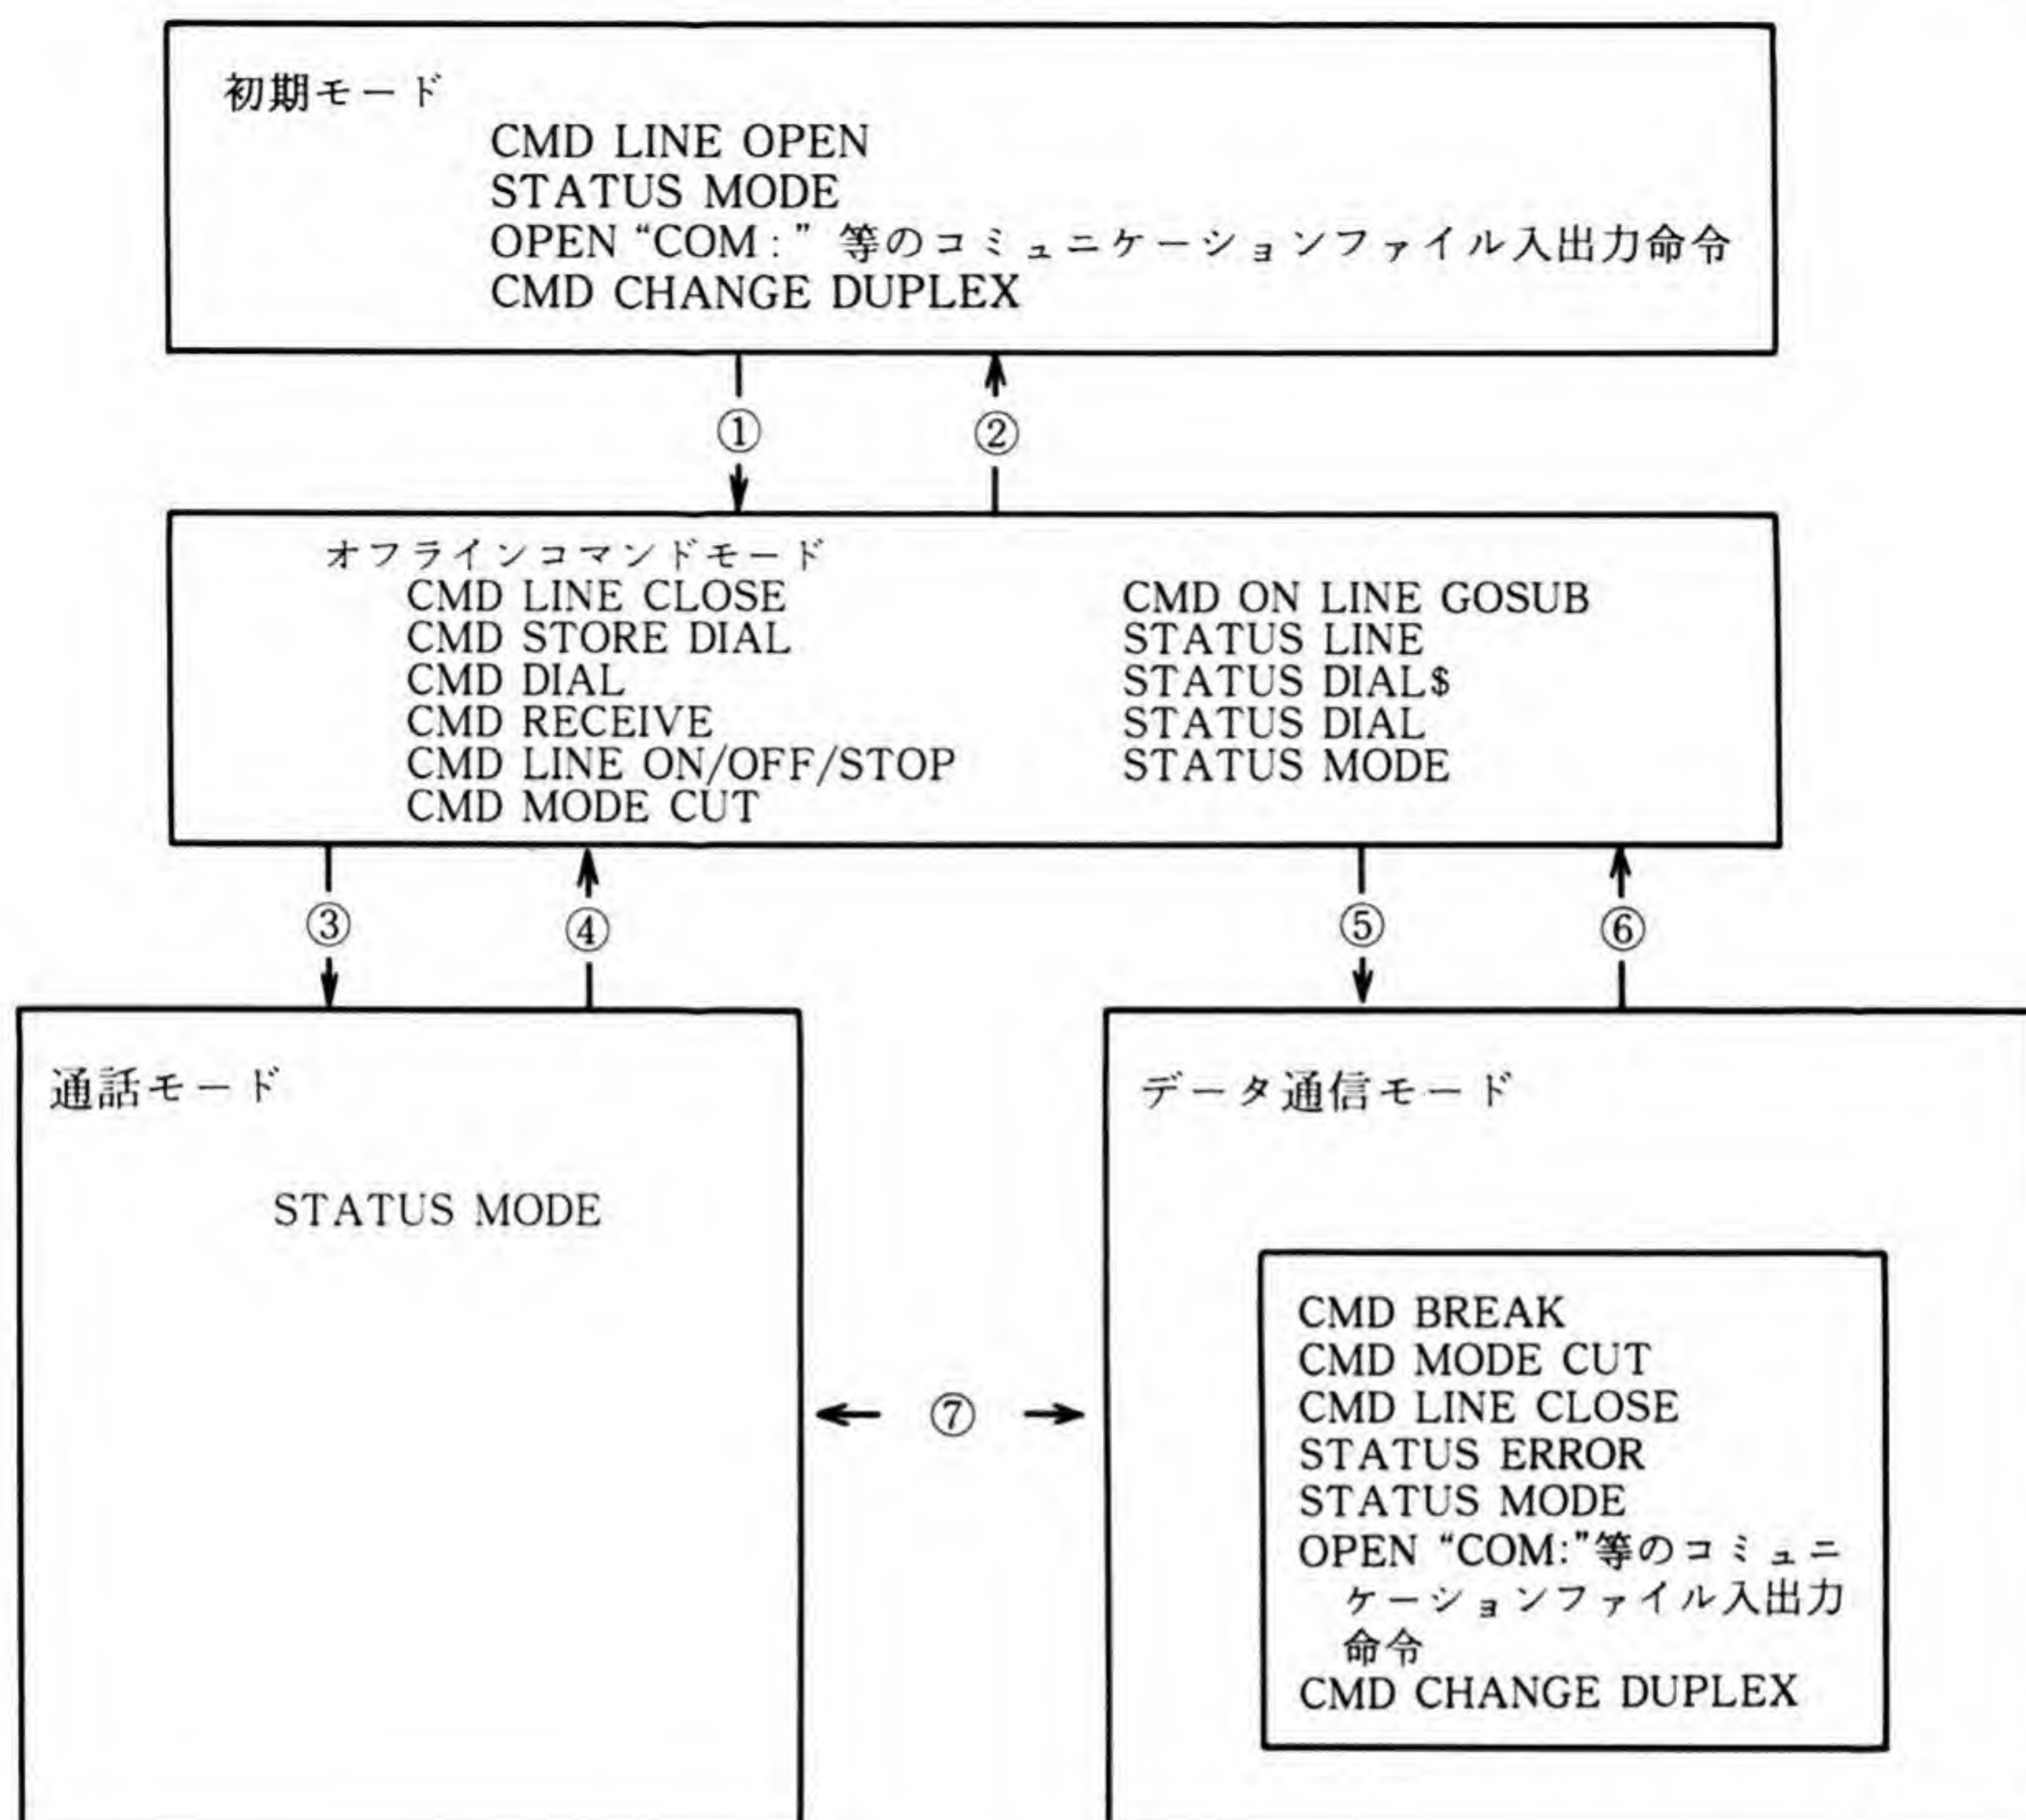 初期モード
CMD LINE OPEN
STATUS MODE
OPEN “COM:” 等のコミュニケーションファイル入出力命令
CMD CHANGE DUPLEX
①
②
オフラインコマンドモード
CMD LINE CLOSE
CMD STORE DIAL
CMD DIAL
CMD RECEIVE
CMD LINE ON/OFF/STOP
CMD MODE CUT
CMD ON LINE GOSUB
STATUS LINE
STATUS DIAL$
STATUS DIAL
STATUS MODE
③
④
⑤
⑥
通話モード
STATUS MODE
⑦
データ通信モード
CMD BREAK
CMD MODE CUT
CMD LINE CLOSE
STATUS ERROR
STATUS MODE
OPEN “COM:”等のコミュニ
ケーションファイル入出力
命令
CMD CHANGE DUPLEX